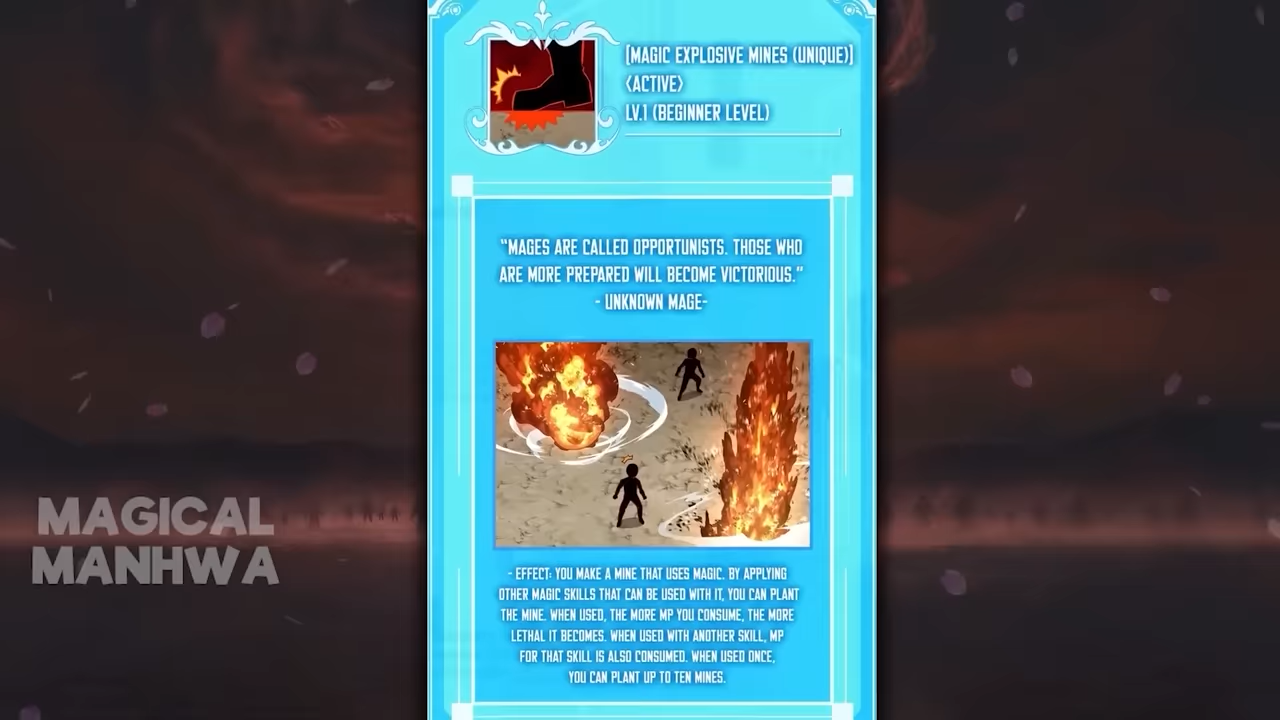 [MAGIC EXPLOSIVE MINES (UNIQUE)]
<ACTIVE>
LV.1 (BEGINNER LEVEL)
"MAGES ARE CALLED OPPORTUNISTS. THOSE WHO
ARE MORE PREPARED WILL BECOME VICTORIOUS."
- UNKNOWN MAGE-
- EFFECT: YOU MAKE A MINE THAT USES MAGIC. BY APPLYING
OTHER MAGIC SKILLS THAT CAN BE USED WITH IT, YOU CAN PLANT
THE MINE. WHEN USED, THE MORE MP YOU CONSUME, THE MORE
LETHAL IT BECOMES. WHEN USED WITH ANOTHER SKILL, MP
FOR THAT SKILL IS ALSO CONSUMED. WHEN USED ONCE,
YOU CAN PLANT UP TO TEN MINES.
MAGICAL
MANHWA